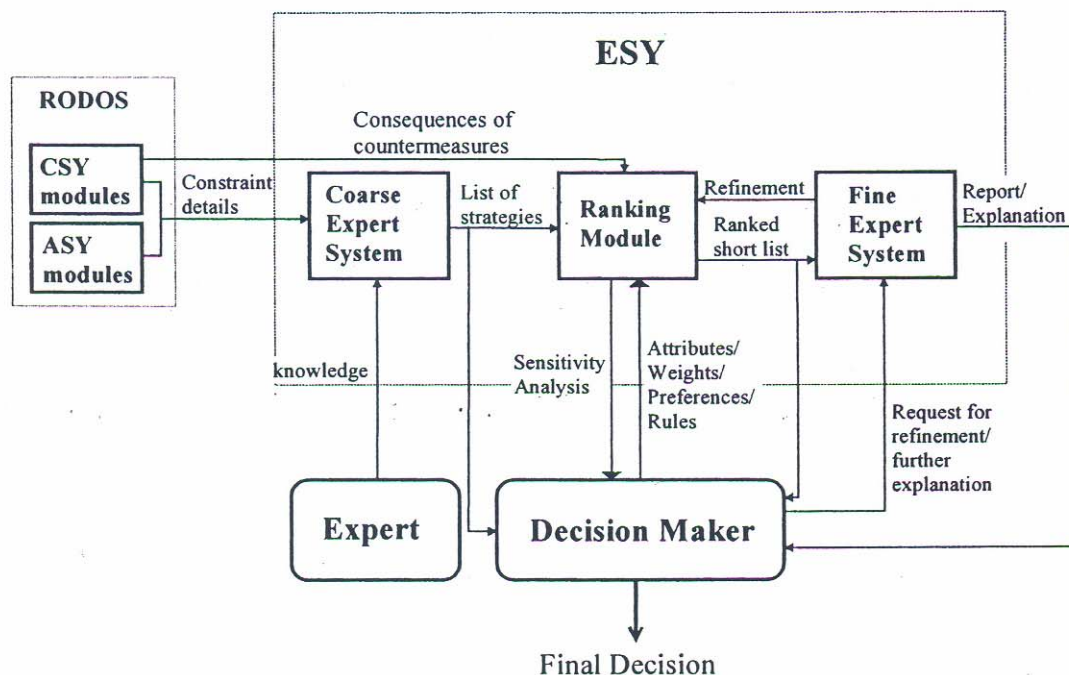 ESY
RODOS
CSY
modules
ASY
modules
Constraint
details
Consequences of
countermeasures
Coarse
Expert
System
List of
strategies
Ranking
Module
Refinement
Ranked
short list
Fine
Expert
System
Report/
Explanation
knowledge
Sensitivity
Analysis
Attributes/
Weights/
Preferences/
Rules
Request for
refinement/
further
explanation
Expert
Decision Maker
Final Decision